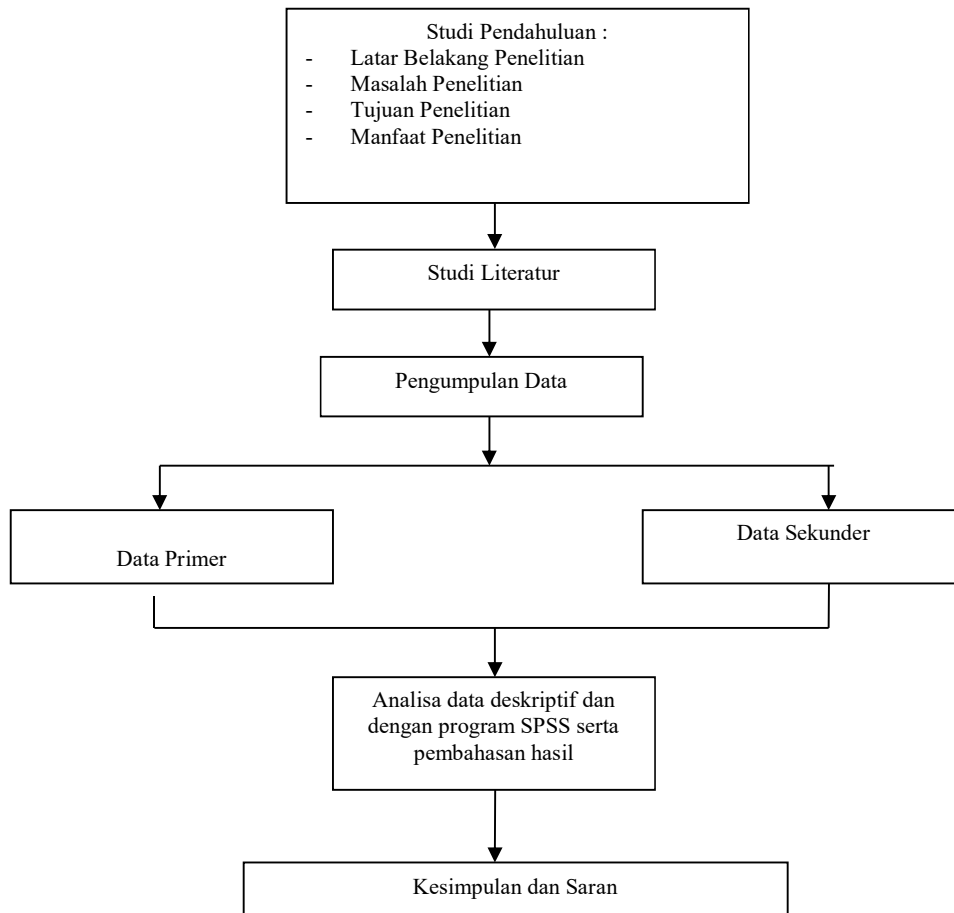 Studi Pendahuluan :
- Latar Belakang Penelitian
- Masalah Penelitian
- Tujuan Penelitian
- Manfaat Penelitian
Studi Literatur
Pengumpulan Data
Data Primer
Data Sekunder
Analisa data deskriptif dan
dengan program SPSS serta
pembahasan hasil
Kesimpulan dan Saran